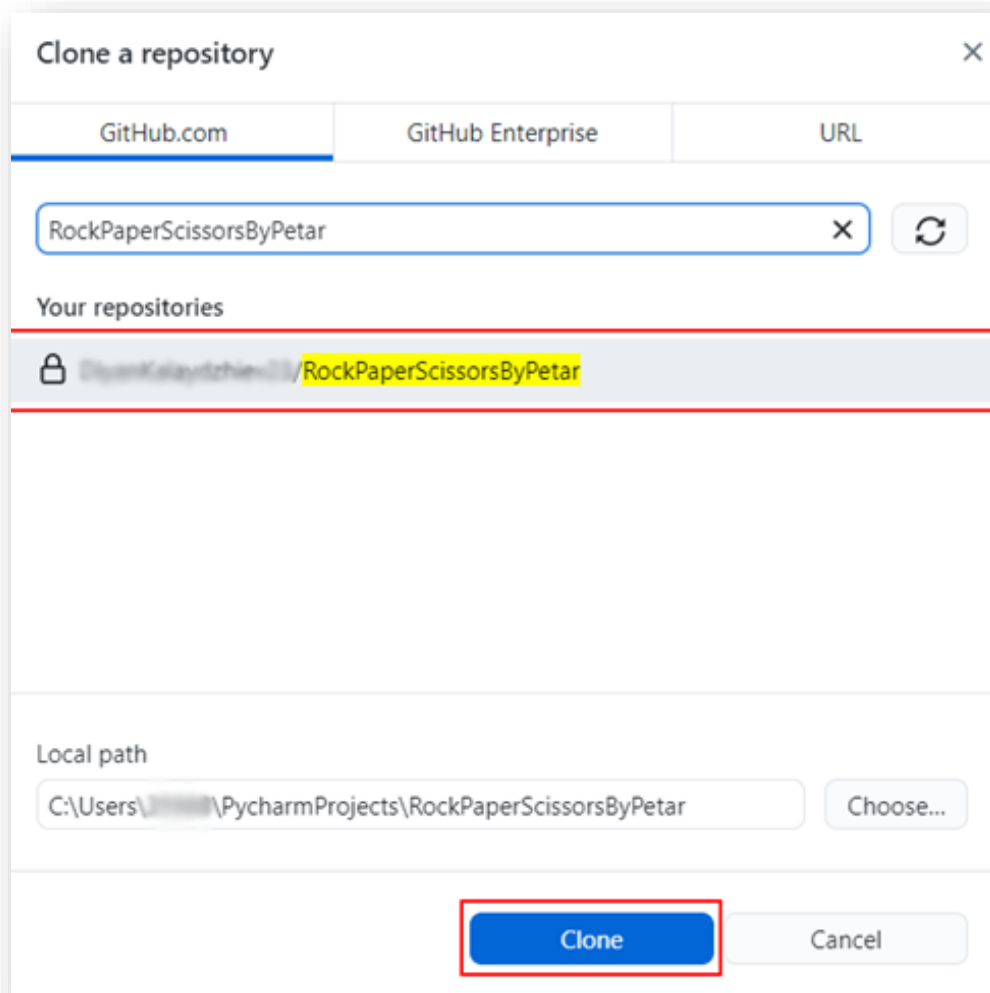 Clone a repository
GitHub.com GitHub Enterprise URL
RockPaperScissorsByPetar
Your repositories
/RockPaperScissorsByPetar
Local path
C:\Users\ \PycharmProjects\RockPaperScissorsByPetar Choose...
Clone Cancel